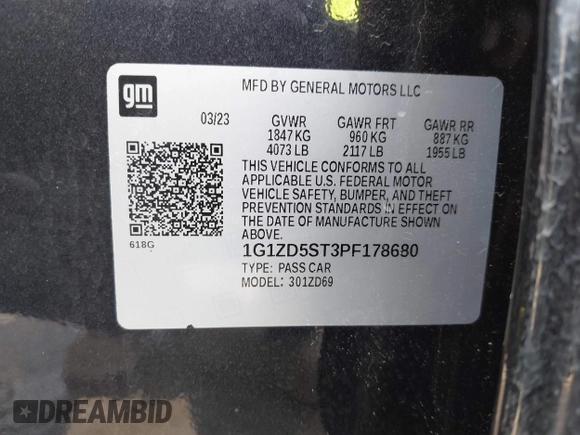 gm
MFD BY GENERAL MOTORS LLC
03/23 GVWR GAWR FRT GAWR RR
1847 KG 960 KG 887 KG
4073 LB 2117 LB 1955 LB
THIS VEHICLE CONFORMS TO ALL
APPLICABLE U.S. FEDERAL MOTOR
VEHICLE SAFETY, BUMPER, AND THEFT
PREVENTION STANDARDS IN EFFECT ON
THE DATE OF MANUFACTURE SHOWN
ABOVE.
618G
1G1ZD5ST3PF178680
TYPE: PASS CAR
MODEL: 301ZD69
DREAMBID